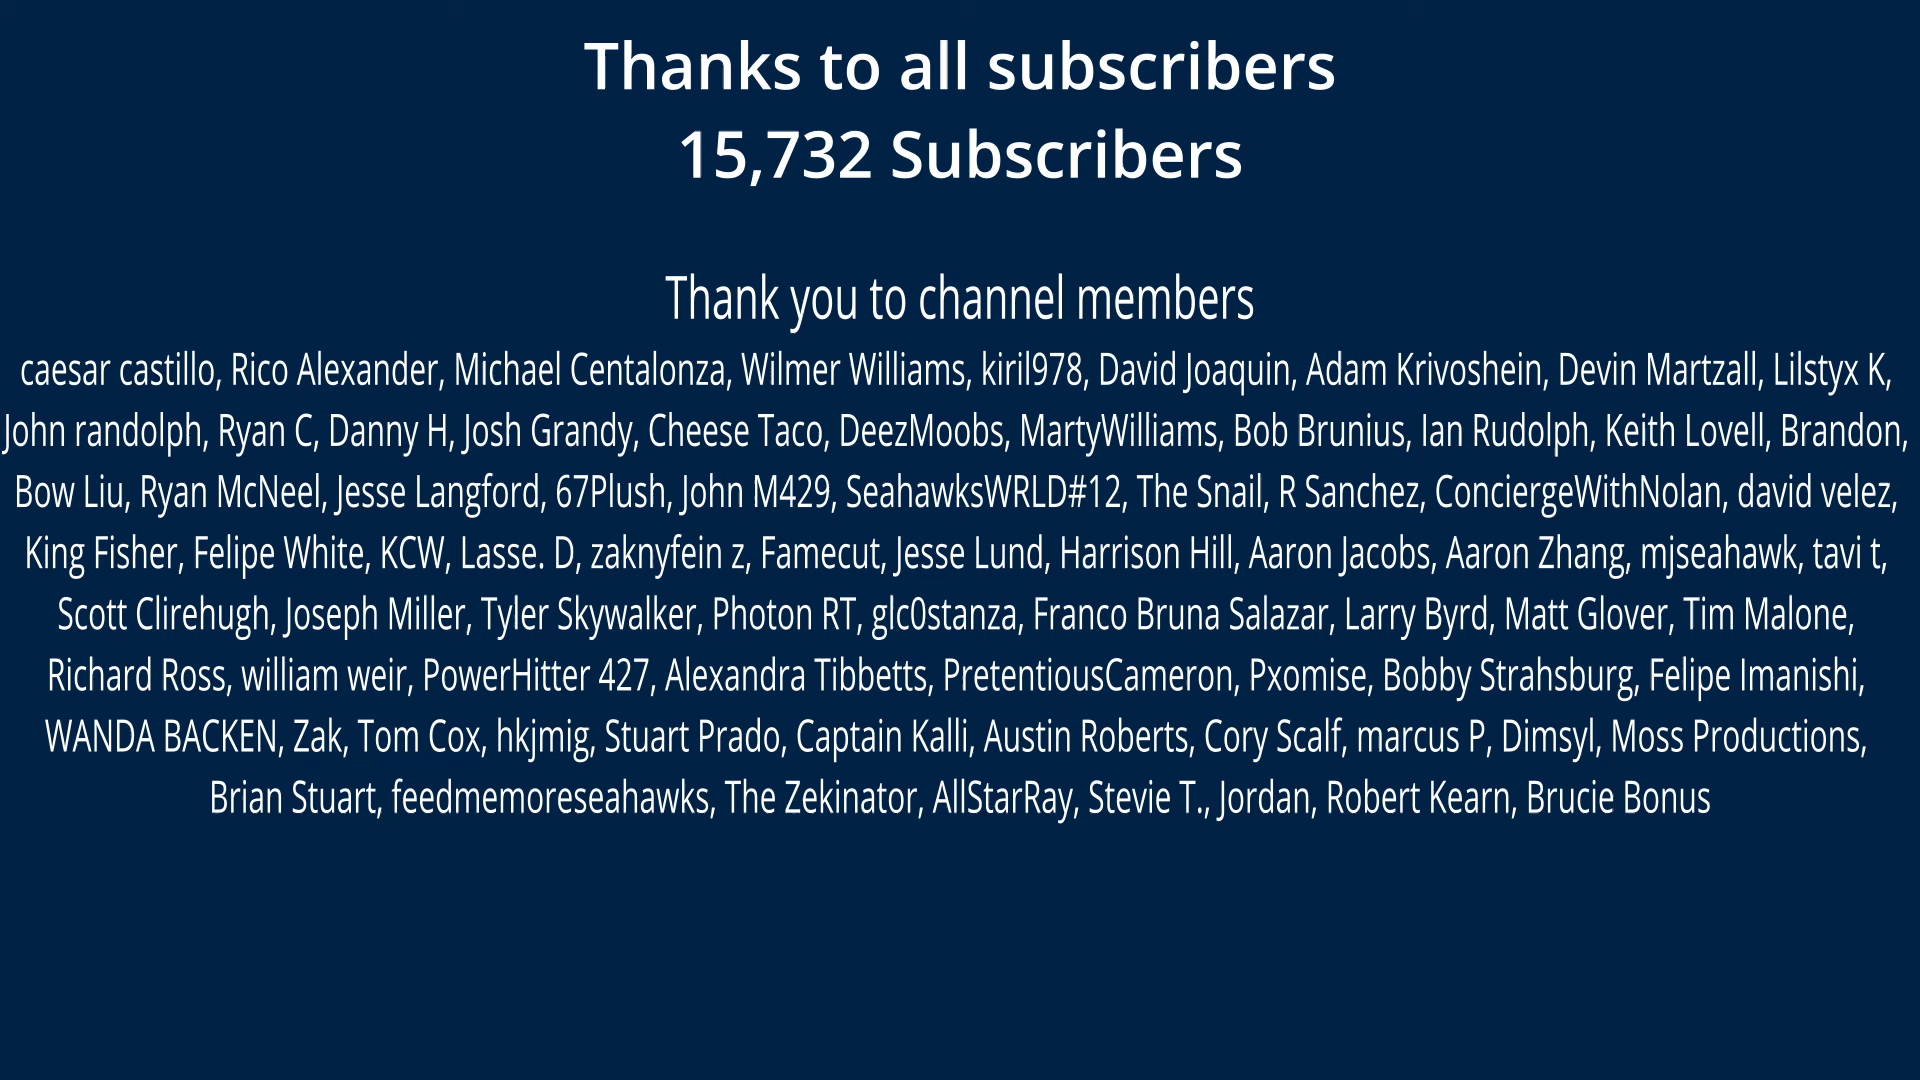 Thanks to all subscribers
15,732 Subscribers
Thank you to channel members
caesar castillo, Rico Alexander, Michael Centalonza, Wilmer Williams, kiril978, David Joaquin, Adam Krivoshein, Devin Martzall, Lilstyx K,
John randolph, Ryan C, Danny H, Josh Grandy, Cheese Taco, DeezMoobs, MartyWilliams, Bob Brunius, Ian Rudolph, Keith Lovell, Brandon,
Bow Liu, Ryan McNeel, Jesse Langford, 67Plush, John M429, SeahawksWRLD#12, The Snail, R Sanchez, ConciergeWithNolan, david velez,
King Fisher, Felipe White, KCW, Lasse. D, zaknyfein z, Famecut, Jesse Lund, Harrison Hill, Aaron Jacobs, Aaron Zhang, mjseahawk, tavi t,
Scott Clirehugh, Joseph Miller, Tyler Skywalker, Photon RT, glc0stanza, Franco Bruna Salazar, Larry Byrd, Matt Glover, Tim Malone,
Richard Ross, william weir, PowerHitter 427, Alexandra Tibbetts, PretentiousCameron, Pxomise, Bobby Strahsburg, Felipe Imanishi,
WANDA BACKEN, Zak, Tom Cox, hkjmig, Stuart Prado, Captain Kalli, Austin Roberts, Cory Scalf, marcus P, Dimsyl, Moss Productions,
Brian Stuart, feedmemoreseahawks, The Zekinator, AllStarRay, Stevie T., Jordan, Robert Kearn, Brucie Bonus